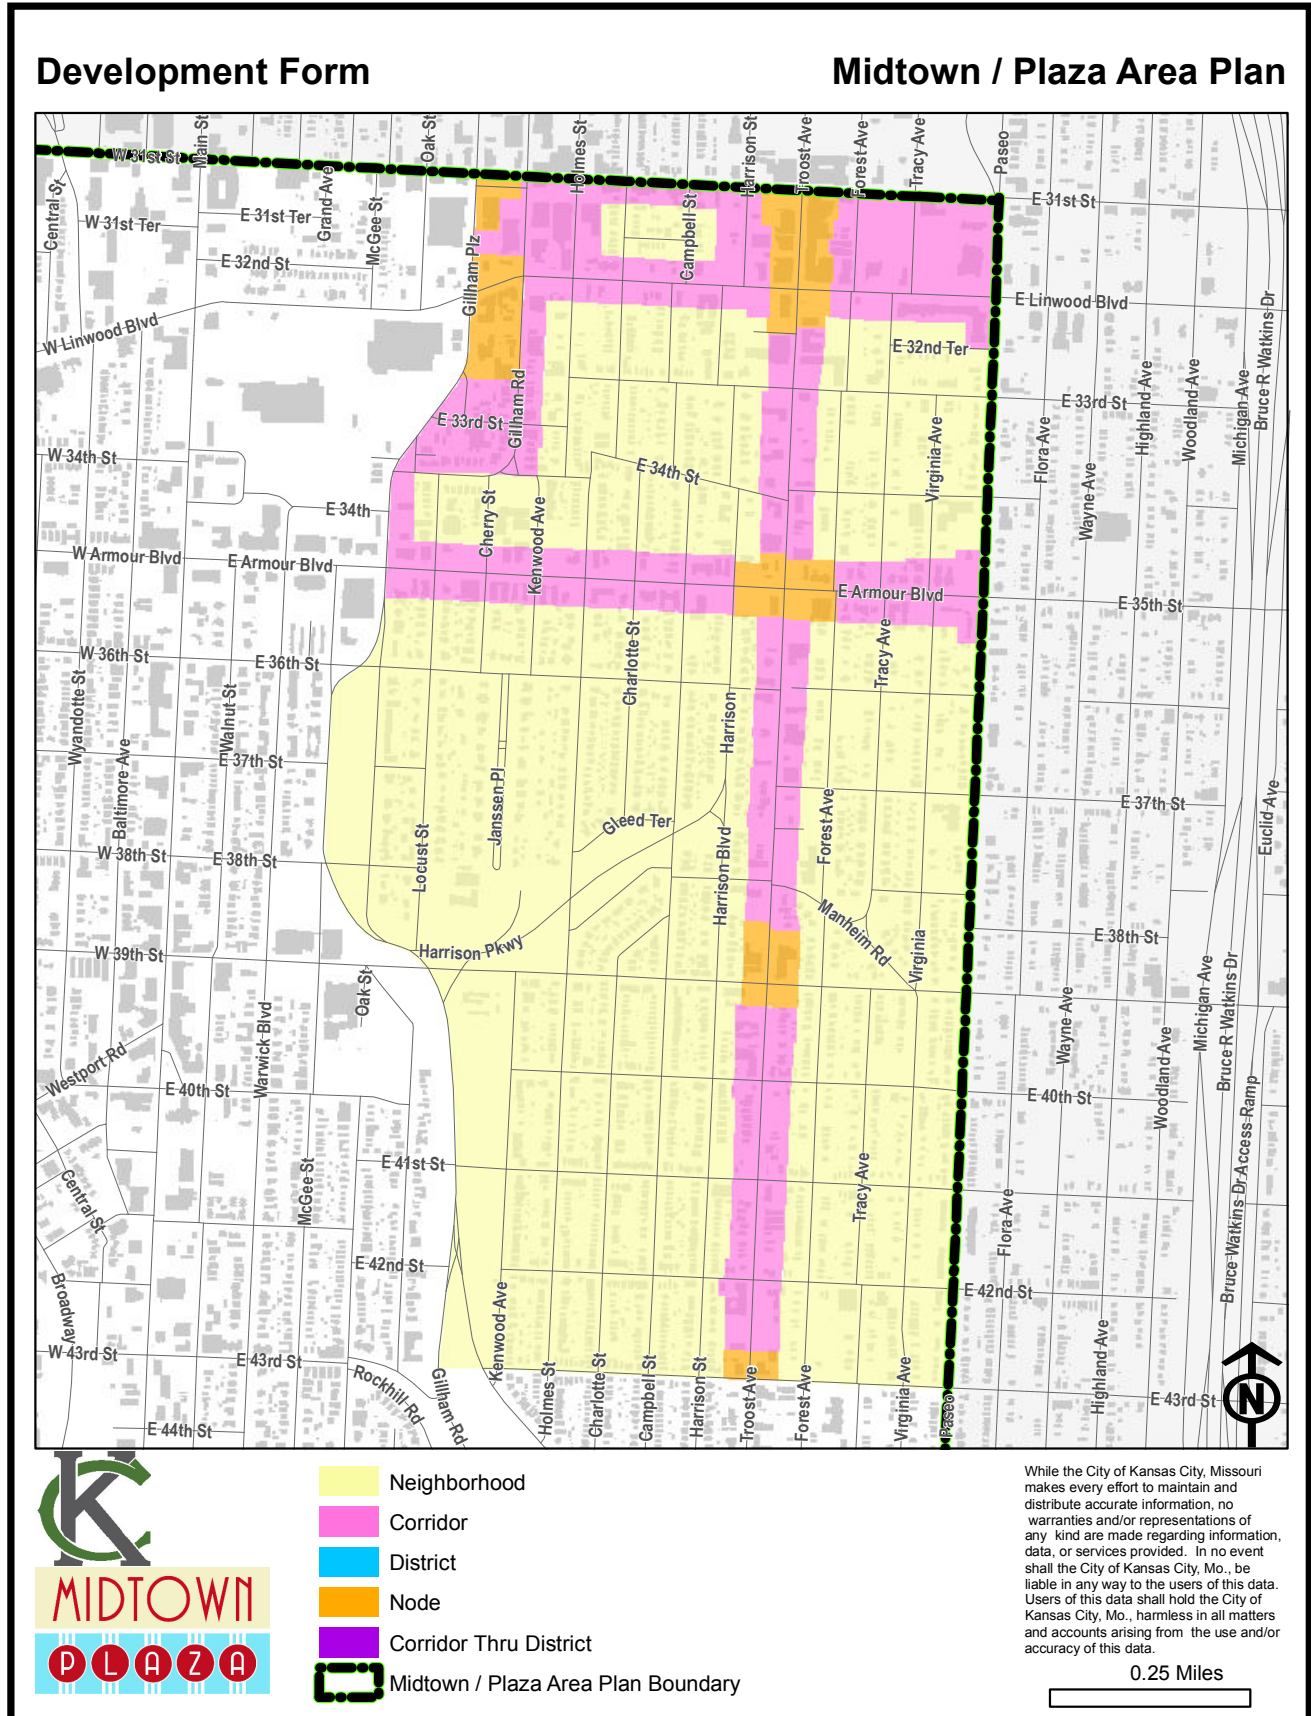 Development Form
Midtown / Plaza Area Plan
Main St
Oak St
Holmes St
Harrison St
Troost Ave
Forest Ave
Tracy Ave
Paseo
W 31st St
Central St
W 31st Ter
E 31st Ter
Grand Ave
McGee St
E 31st St
E 32nd St
Gillham Plz
Campbell St
W Linwood Blvd
E Linwood Blvd
Bruce R Watkins Dr
E 32nd Ter
E 33rd St
Gillham Rd
E 33rd St
Highland Ave
Woodland Ave
Michigan Ave
W 34th St
E 34th St
Virginia Ave
Flora Ave
Wayne Ave
E 34th
Cherry St
Kenwood Ave
W Armour Blvd
E Armour Blvd
E Armour Blvd
E 35th St
W 36th St
E 36th St
Charlotte St
Tracy Ave
Wyandotte St
Walnut St
Harrison
Baltimore Ave
E 37th St
Janssen Pl
E 37th St
Euclid Ave
Gleed Ter
Forest Ave
W 38th St
E 38th St
Locust St
Harrison Blvd
Manheim Rd
E 38th St
W 39th St
Harrison Pkwy
Virginia
Oak St
Michigan Ave
Bruce R Watkins Dr
Warwick Blvd
Wayne Ave
Westport Rd
E 40th St
E 40th St
Woodland Ave
Central St
McGee St
E 41st St
Tracy Ave
Flora Ave
Bruce Watkins Dr Access Ramp
E 42nd St
E 42nd St
Broadway
Kenwood Ave
W 43rd St
E 43rd St
Rockhill Rd
Gillham Rd
Holmes St
Charlotte St
Campbell St
Harrison St
Troost Ave
Forest Ave
Virginia Ave
Paseo
Highland Ave
E 43rd St
N
E 44th St
KC
MIDTOWN
PLAZA
Neighborhood
Corridor
District
Node
Corridor Thru District
Midtown / Plaza Area Plan Boundary
While the City of Kansas City, Missouri
makes every effort to maintain and
distribute accurate information, no
warranties and/or representations of
any kind are made regarding information,
data, or services provided. In no event
shall the City of Kansas City, Mo., be
liable in any way to the users of this data.
Users of this data shall hold the City of
Kansas City, Mo., harmless in all matters
and accounts arising from the use and/or
accuracy of this data.
0.25 Miles